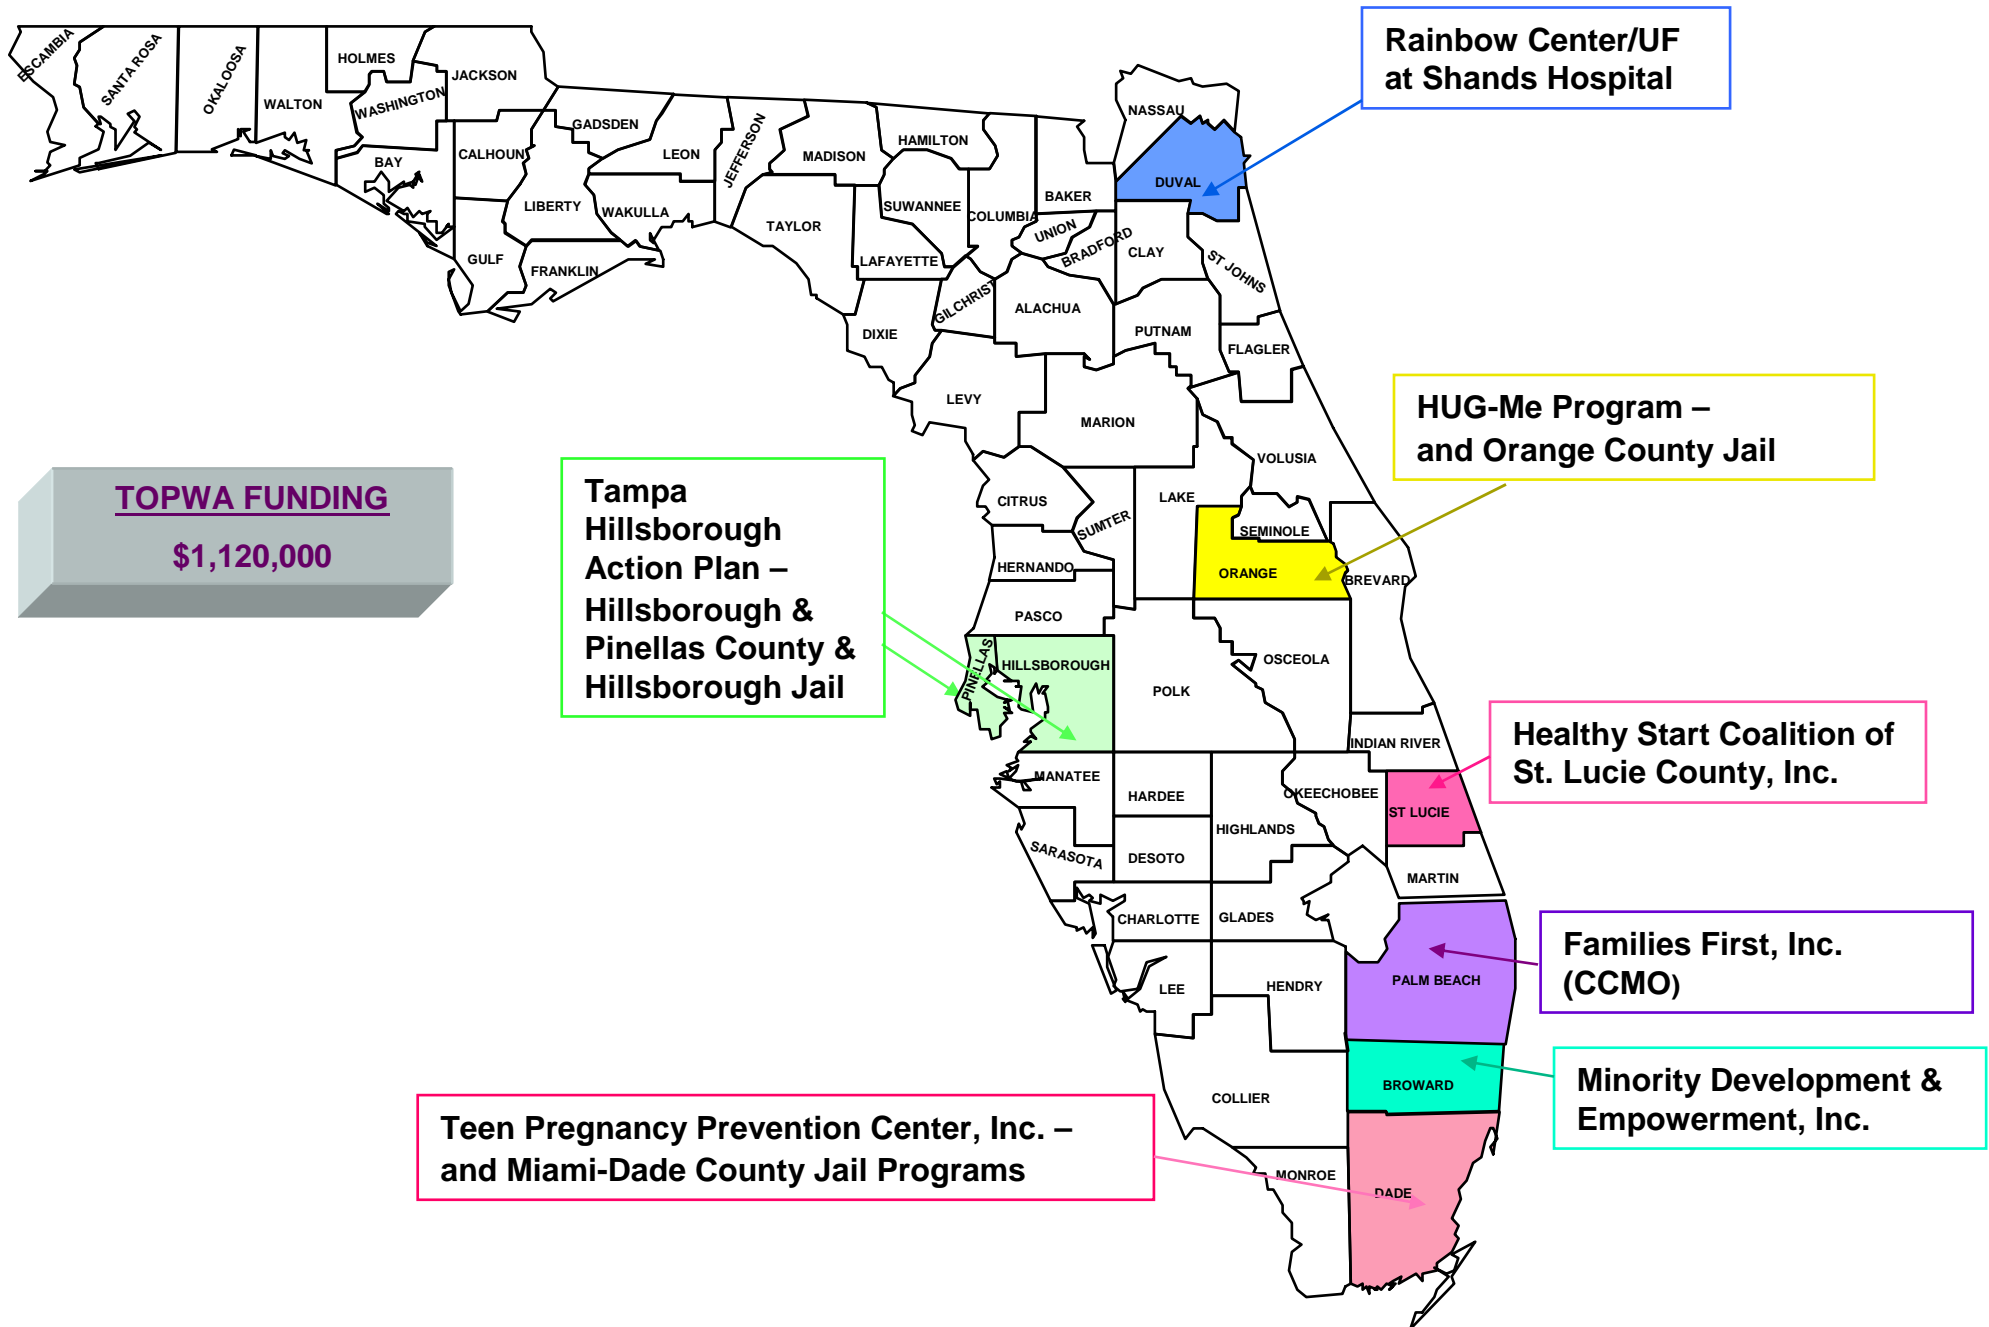 Rainbow Center/UF
at Shands Hospital
ESCAMBIA
SANTA ROSA
OKALOOSA
WALTON
HOLMES
WASHINGTON
JACKSON
BAY
CALHOUN
GULF
GADSDEN
LIBERTY
FRANKLIN
LEON
WAKULLA
JEFFERSON
MADISON
TAYLOR
HAMILTON
SUWANNEE
LAFAYETTE
DIXIE
COLUMBIA
GILCHRIST
BAKER
UNION
BRADFORD
ALACHUA
NASSAU
DUVAL
CLAY
ST JOHNS
PUTNAM
FLAGLER
LEVY
MARION
VOLUSIA
HUG-Me Program –
and Orange County Jail
TOPWA FUNDING
$1,120,000
Tampa
Hillsborough
Action Plan –
Hillsborough &
Pinellas County &
Hillsborough Jail
CITRUS
SUMTER
LAKE
SEMINOLE
ORANGE
BREVARD
HERNANDO
PASCO
PINELLAS
HILLSBOROUGH
POLK
OSCEOLA
INDIAN RIVER
Healthy Start Coalition of
St. Lucie County, Inc.
MANATEE
HARDEE
OKEECHOBEE
ST LUCIE
HIGHLANDS
SARASOTA
DESOTO
MARTIN
CHARLOTTE
GLADES
Families First, Inc.
(CCMO)
LEE
HENDRY
PALM BEACH
Minority Development &
Empowerment, Inc.
BROWARD
COLLIER
Teen Pregnancy Prevention Center, Inc. –
and Miami-Dade County Jail Programs
MONROE
DADE